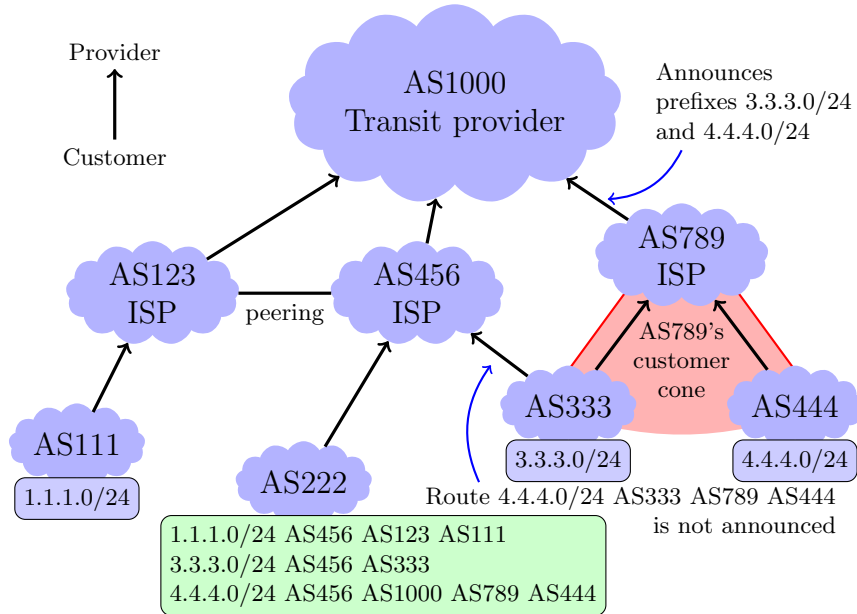 Provider
Customer
AS1000
Transit provider
Announces
prefixes 3.3.3.0/24
and 4.4.4.0/24
AS123
ISP
peering
AS456
ISP
AS789
ISP
AS789's
customer
cone
AS111
1.1.1.0/24
AS222
AS333
3.3.3.0/24
AS444
4.4.4.0/24
Route 4.4.4.0/24 AS333 AS789 AS444
is not announced
1.1.1.0/24 AS456 AS123 AS111
3.3.3.0/24 AS456 AS333
4.4.4.0/24 AS456 AS1000 AS789 AS444